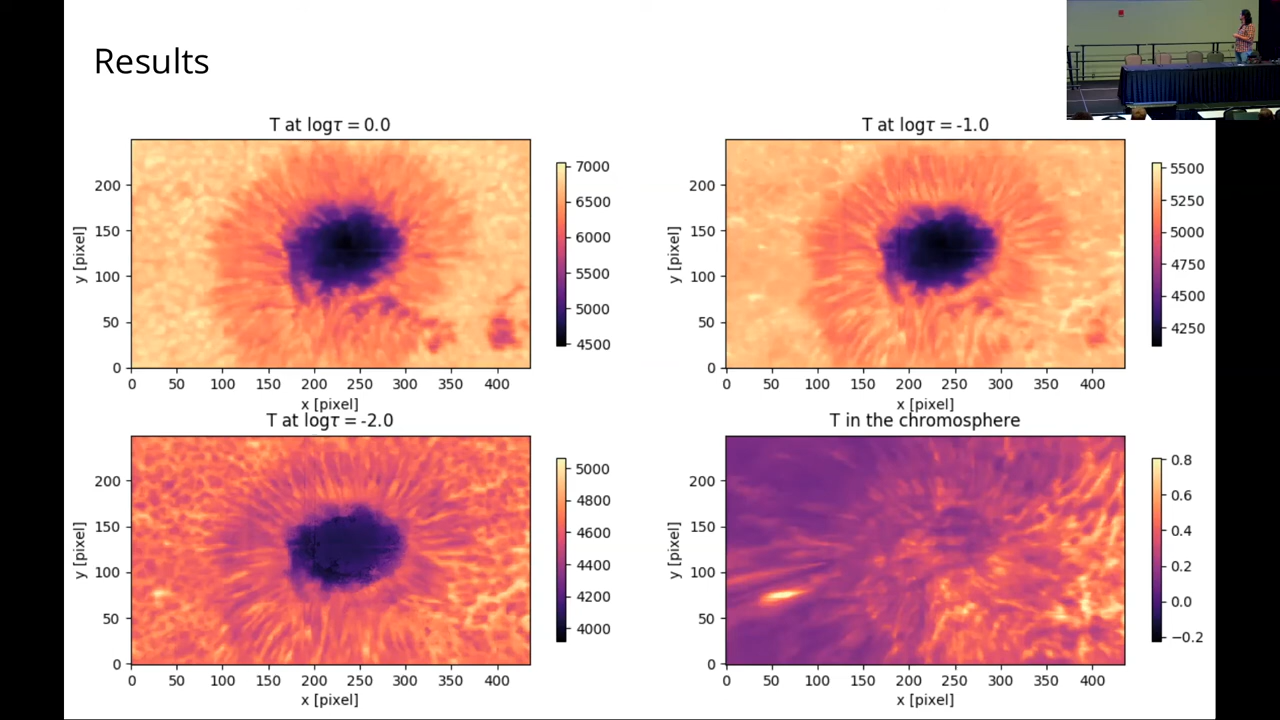 Results
T at logτ = 0.0
y [pixel]
200
150
100
50
0
0 50 100 150 200 250 300 350 400
x [pixel]
7000
6500
6000
5500
5000
4500
T at logτ = -1.0
y [pixel]
200
150
100
50
0
0 50 100 150 200 250 300 350 400
x [pixel]
5500
5250
5000
4750
4500
4250
T at logτ = -2.0
y [pixel]
200
150
100
50
0
0 50 100 150 200 250 300 350 400
x [pixel]
5000
4800
4600
4400
4200
4000
T in the chromosphere
y [pixel]
200
150
100
50
0
0 50 100 150 200 250 300 350 400
x [pixel]
0.8
0.6
0.4
0.2
0.0
−0.2